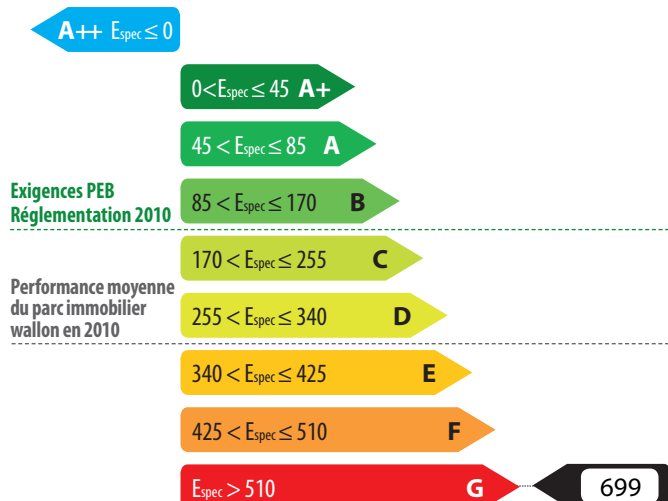 A++ Espec ≤ 0
0 < Espec ≤ 45 A+
45 < Espec ≤ 85 A
Exigences PEB
Réglementation 2010
85 < Espec ≤ 170 B
170 < Espec ≤ 255 C
Performance moyenne
du parc immobilier
wallon en 2010
255 < Espec ≤ 340 D
340 < Espec ≤ 425 E
425 < Espec ≤ 510 F
Espec > 510 G 699